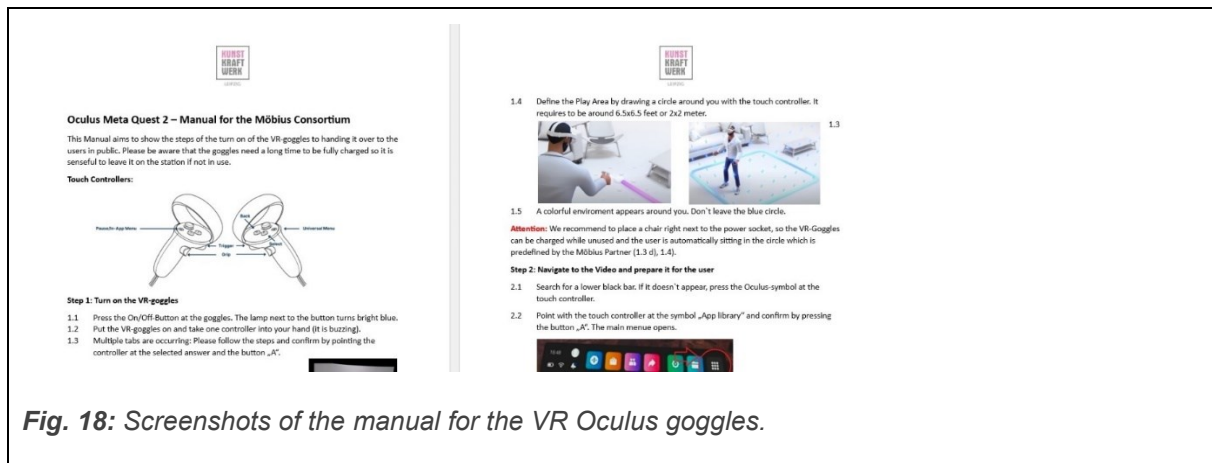 KUNST
KRAFT
WERK
LEIPZIG
Oculus Meta Quest 2 – Manual for the Möbius Consortium
This Manual aims to show the steps of the turn on of the VR-goggles to handing it over to the
users in public. Please be aware that the goggles need a long time to be fully charged so it is
senseful to leave it on the station if not in use.
Touch Controllers:
Pause/In-App Menu
Back
Universal Menu
Select
Trigger
Grip
Step 1: Turn on the VR-goggles
1.1 Press the On/Off-Button at the goggles. The lamp next to the button turns bright blue.
1.2 Put the VR-goggles on and take one controller into your hand (it is buzzing).
1.3 Multiple tabs are occurring: Please follow the steps and confirm by pointing the
controller at the selected answer and the button „A“.
KUNST
KRAFT
WERK
LEIPZIG
1.4 Define the Play Area by drawing a circle around you with the touch controller. It
requires to be around 6.5x6.5 feet or 2x2 meter.
1.3
1.5 A colorful enviroment appears around you. Don`t leave the blue circle.
Attention: We recommend to place a chair right next to the power socket, so the VR-Goggles
can be charged while unused and the user is automatically sitting in the circle which is
predefined by the Möbius Partner (1.3 d), 1.4).
Step 2: Navigate to the Video and prepare it for the user
2.1 Search for a lower black bar. If it doesn`t appear, press the Oculus-symbol at the
touch controller.
2.2 Point with the touch controller at the symbol „App library“ and confirm by pressing
the button „A“. The main menue opens.
Fig. 18: Screenshots of the manual for the VR Oculus goggles.